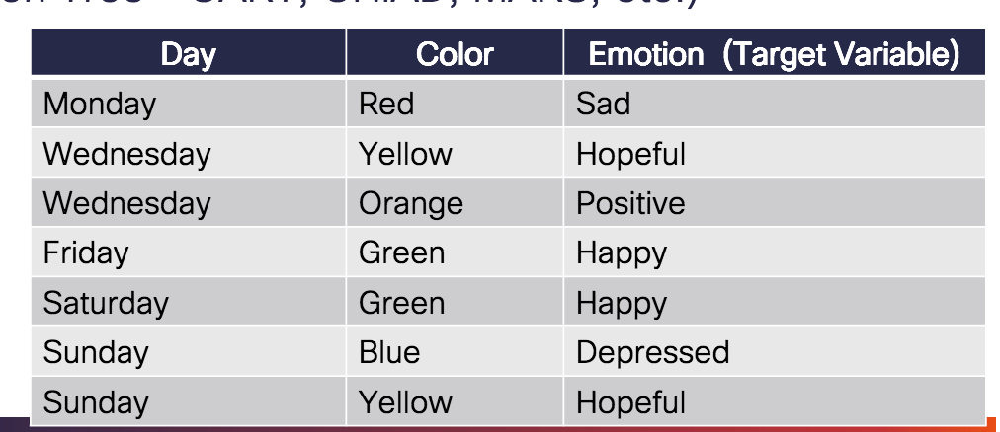 Day Color Emotion (Target Variable)
Monday Red Sad
Wednesday Yellow Hopeful
Wednesday Orange Positive
Friday Green Happy
Saturday Green Happy
Sunday Blue Depressed
Sunday Yellow Hopeful